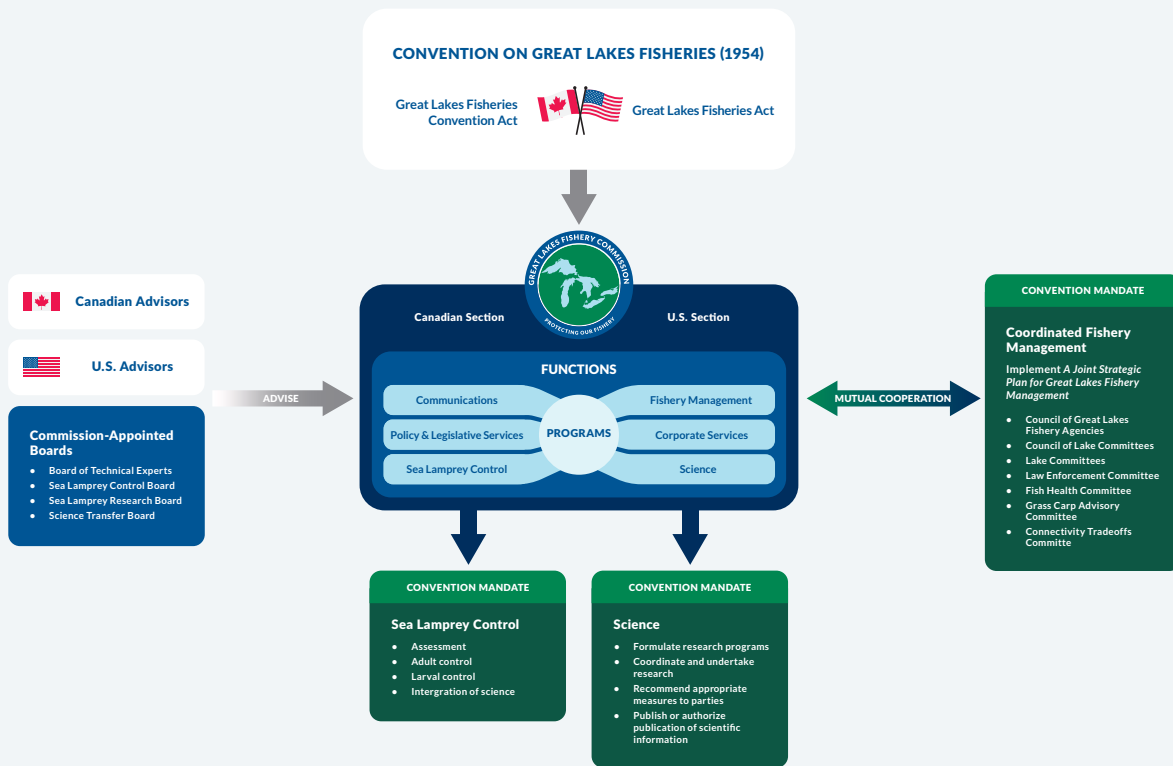 CONVENTION ON GREAT LAKES FISHERIES (1954)
Great Lakes Fisheries
Convention Act
Great Lakes Fisheries Act
GREAT LAKES FISHERY COMMISSION
PROTECTING OUR FISHERY
Canadian Section
U.S. Section
FUNCTIONS
Communications
Policy & Legislative Services
Sea Lamprey Control
PROGRAMS
Fishery Management
Corporate Services
Science
Canadian Advisors
U.S. Advisors
Commission-Appointed
Boards
• Board of Technical Experts
• Sea Lamprey Control Board
• Sea Lamprey Research Board
• Science Transfer Board
ADVISE
MUTUAL COOPERATION
CONVENTION MANDATE
Coordinated Fishery
Management
Implement A Joint Strategic
Plan for Great Lakes Fishery
Management
• Council of Great Lakes
Fishery Agencies
• Council of Lake Committees
• Lake Committees
• Law Enforcement Committee
• Fish Health Committee
• Grass Carp Advisory
Committee
• Connectivity Tradeoffs
Committe
CONVENTION MANDATE
Sea Lamprey Control
• Assessment
• Adult control
• Larval control
• Intergration of science
CONVENTION MANDATE
Science
• Formulate research programs
• Coordinate and undertake
research
• Recommend appropriate
measures to parties
• Publish or authorize
publication of scientific
information